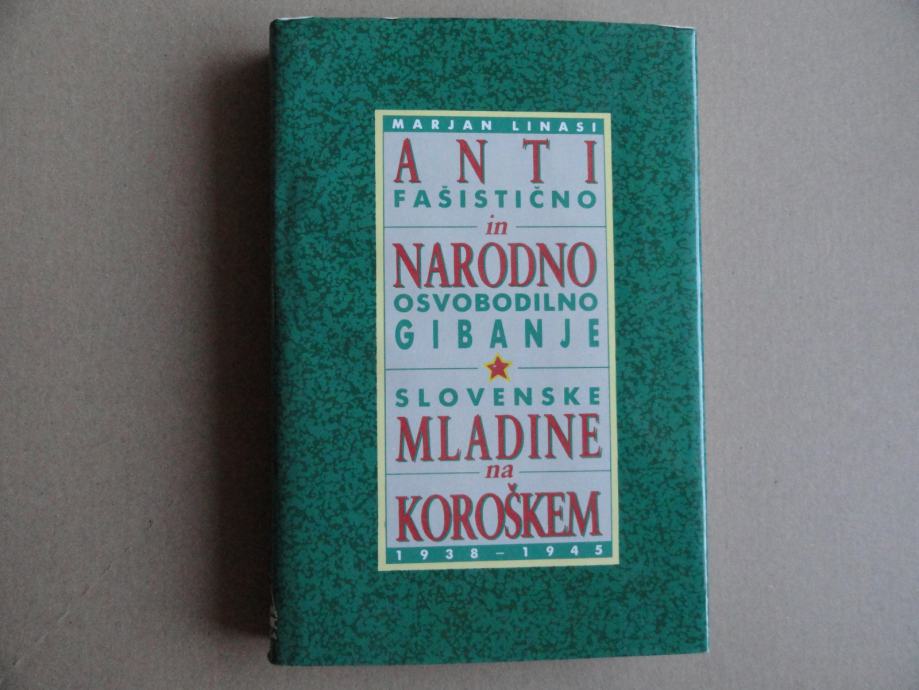 MARJAN LINASI
ANTI
FAŠISTIČNO
in
NARODNO
OSVOBODILNO
GIBANJE
SLOVENSKE
MLADINE
na
KOROŠKEM
1938 – 1945